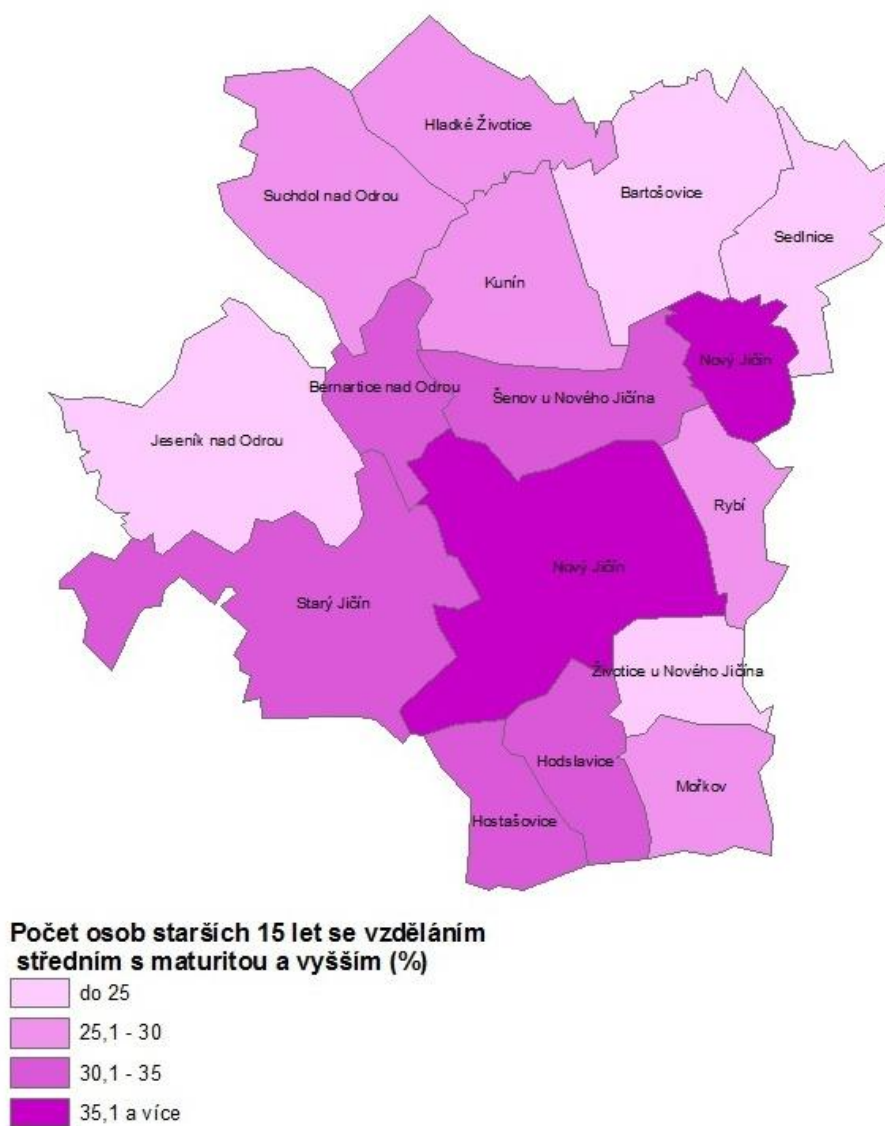 Hladké Životice
Suchdol nad Odrou
Bartošovice
Sedlnice
Kunín
Nový Jičín
Bernartice nad Odrou
Šenov u Nového Jičína
Jeseník nad Odrou
Rybí
Nový Jičín
Starý Jičín
Životice u Nového Jičína
Hodslavice
Mořkov
Hostašovice
Počet osob starších 15 let se vzděláním
středním s maturitou a vyšším (%)
do 25
25,1 - 30
30,1 - 35
35,1 a více